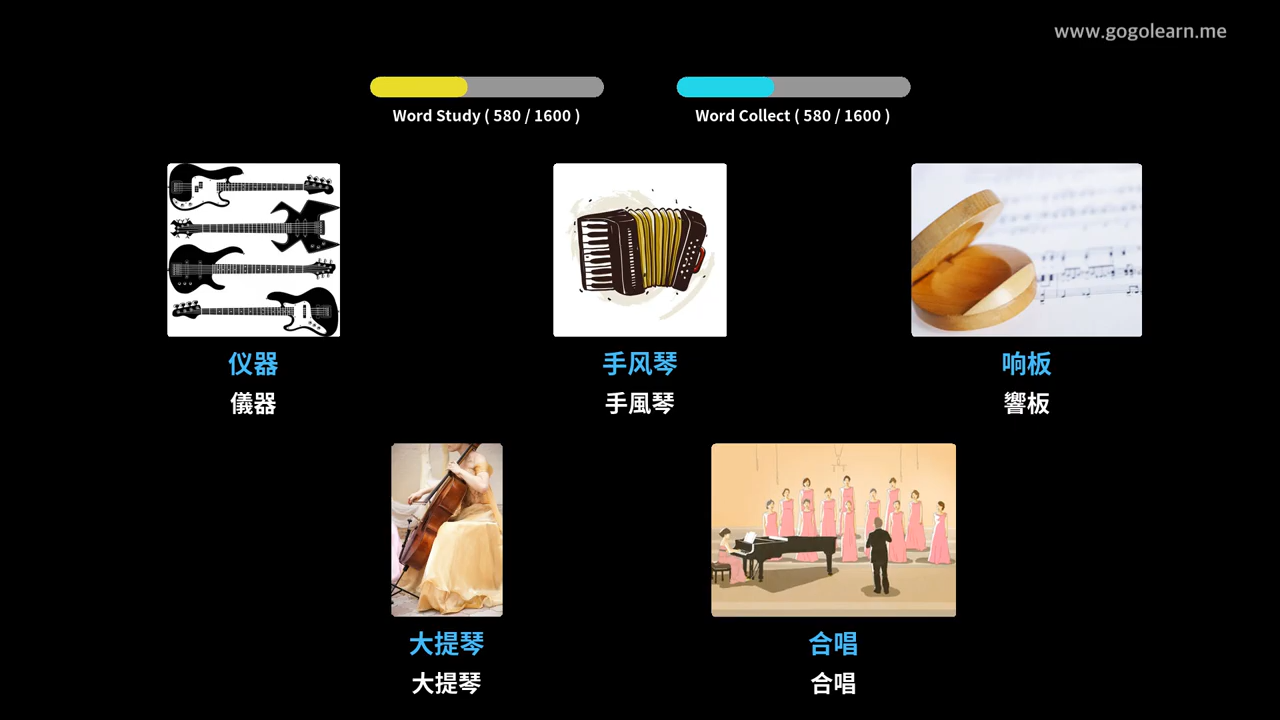 www.gogolearn.me
Word Study ( 580 / 1600 )
Word Collect ( 580 / 1600 )
仪器
儀器
手风琴
手風琴
响板
響板
大提琴
大提琴
合唱
合唱